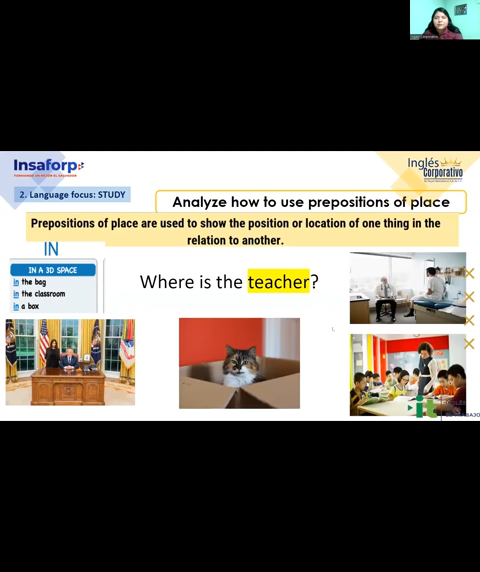 Insaforp
Inglés
Corporativo
2. Language focus: STUDY
Analyze how to use prepositions of place
Prepositions of place are used to show the position or location of one thing in the
relation to another.
IN
IN A 3D SPACE
in the bag
in the classroom
in a box
Where is the teacher?
it